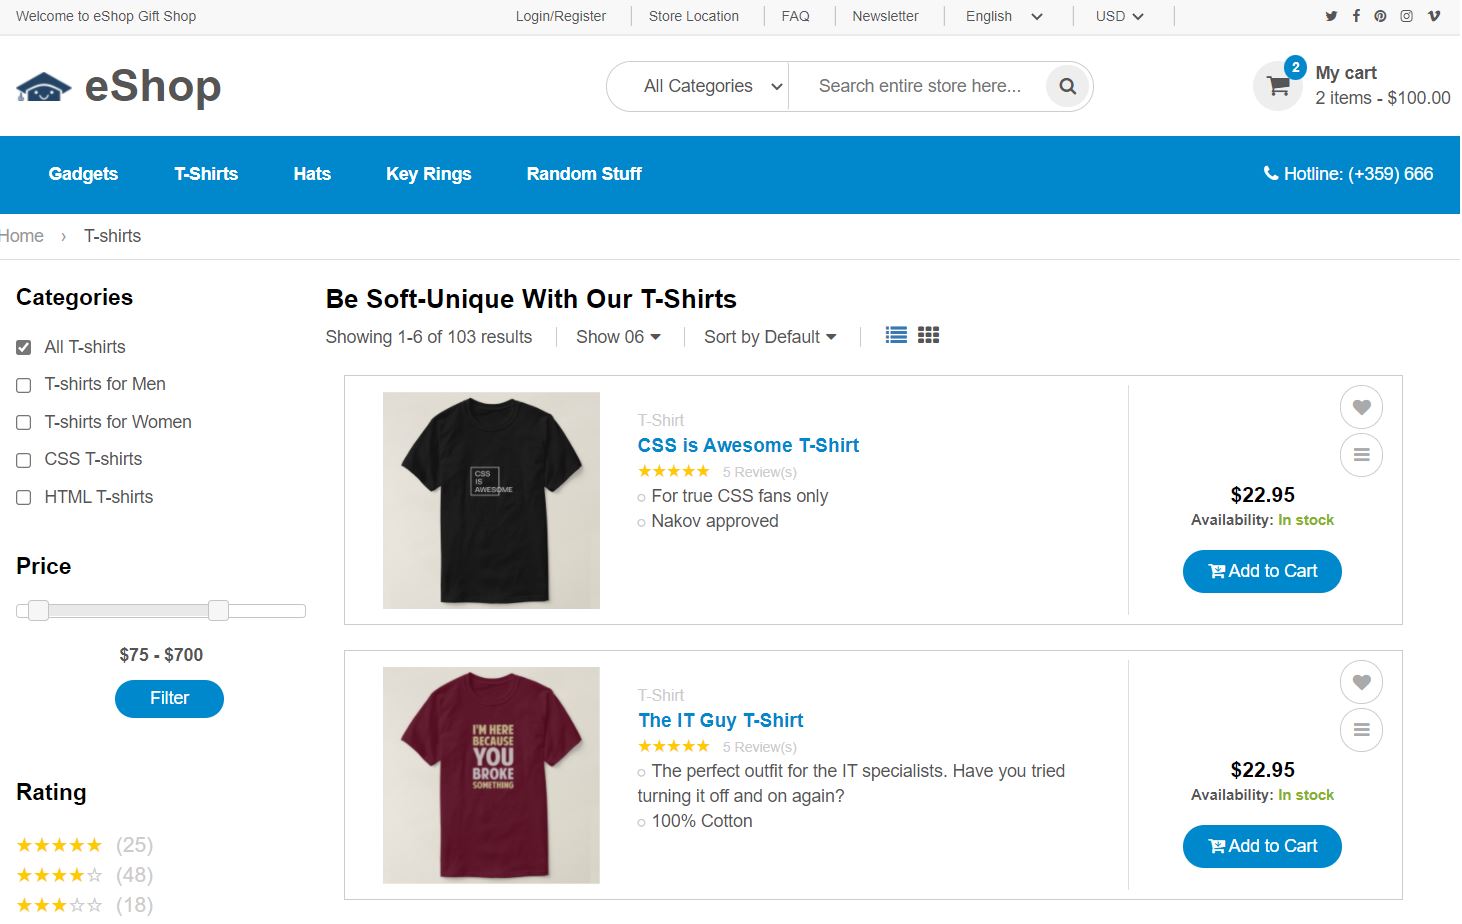 Welcome to eShop Gift Shop
Login/Register
Store Location
FAQ
Newsletter
English
USD
eShop
All Categories
Search entire store here...
2
My cart
2 items - $100.00
Gadgets
T-Shirts
Hats
Key Rings
Random Stuff
Hotline: (+359) 666
Home › T-shirts
Categories
All T-shirts
T-shirts for Men
T-shirts for Women
CSS T-shirts
HTML T-shirts
Price
$75 - $700
Filter
Rating
(25)
(48)
(18)
Be Soft-Unique With Our T-Shirts
Showing 1-6 of 103 results
Show 06
Sort by Default
CSS
IS
AWESOME
T-Shirt
CSS is Awesome T-Shirt
5 Review(s)
For true CSS fans only
Nakov approved
$22.95
Availability: In stock
Add to Cart
I'M HERE
BECAUSE
YOU
BROKE
SOMETHING
T-Shirt
The IT Guy T-Shirt
5 Review(s)
The perfect outfit for the IT specialists. Have you tried
turning it off and on again?
100% Cotton
$22.95
Availability: In stock
Add to Cart